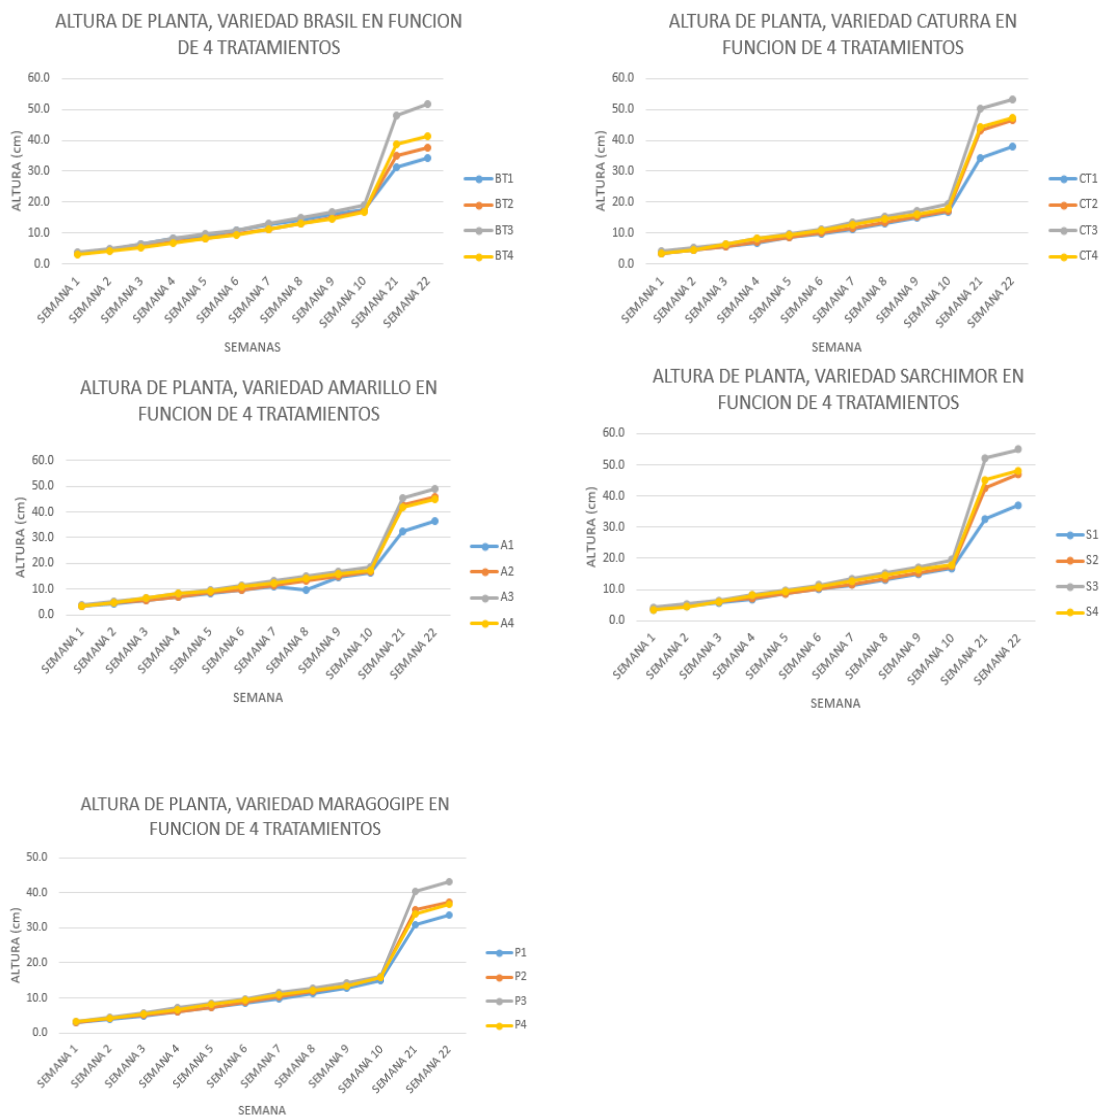 ALTURA DE PLANTA, VARIEDAD BRASIL EN FUNCION
DE 4 TRATAMIENTOS
60.0
50.0
40.0
30.0
20.0
10.0
0.0
ALTURA (cm)
SEMANA 1
SEMANA 2
SEMANA 3
SEMANA 4
SEMANA 5
SEMANA 6
SEMANA 7
SEMANA 8
SEMANA 9
SEMANA 10
SEMANA 21
SEMANA 22
SEMANAS
BT1
BT2
BT3
BT4
ALTURA DE PLANTA, VARIEDAD CATURRA EN
FUNCION DE 4 TRATAMIENTOS
60.0
50.0
40.0
30.0
20.0
10.0
0.0
ALTURA (cm)
SEMANA 1
SEMANA 2
SEMANA 3
SEMANA 4
SEMANA 5
SEMANA 6
SEMANA 7
SEMANA 8
SEMANA 9
SEMANA 10
SEMANA 21
SEMANA 22
SEMANA
CT1
CT2
CT3
CT4
ALTURA DE PLANTA, VARIEDAD AMARILLO EN
FUNCION DE 4 TRATAMIENTOS
60.0
50.0
40.0
30.0
20.0
10.0
0.0
ALTURA (cm)
SEMANA 1
SEMANA 2
SEMANA 3
SEMANA 4
SEMANA 5
SEMANA 6
SEMANA 7
SEMANA 8
SEMANA 9
SEMANA 10
SEMANA 21
SEMANA 22
SEMANA
A1
A2
A3
A4
ALTURA DE PLANTA, VARIEDAD SARCHIMOR EN
FUNCION DE 4 TRATAMIENTOS
60.0
50.0
40.0
30.0
20.0
10.0
0.0
ALTURA (cm)
SEMANA 1
SEMANA 2
SEMANA 3
SEMANA 4
SEMANA 5
SEMANA 6
SEMANA 7
SEMANA 8
SEMANA 9
SEMANA 10
SEMANA 21
SEMANA 22
SEMANA
S1
S2
S3
S4
ALTURA DE PLANTA, VARIEDAD MARAGOGIPE EN
FUNCION DE 4 TRATAMIENTOS
50.0
40.0
30.0
20.0
10.0
0.0
ALTURA (cm)
SEMANA 1
SEMANA 2
SEMANA 3
SEMANA 4
SEMANA 5
SEMANA 6
SEMANA 7
SEMANA 8
SEMANA 9
SEMANA 10
SEMANA 21
SEMANA 22
SEMANA
P1
P2
P3
P4